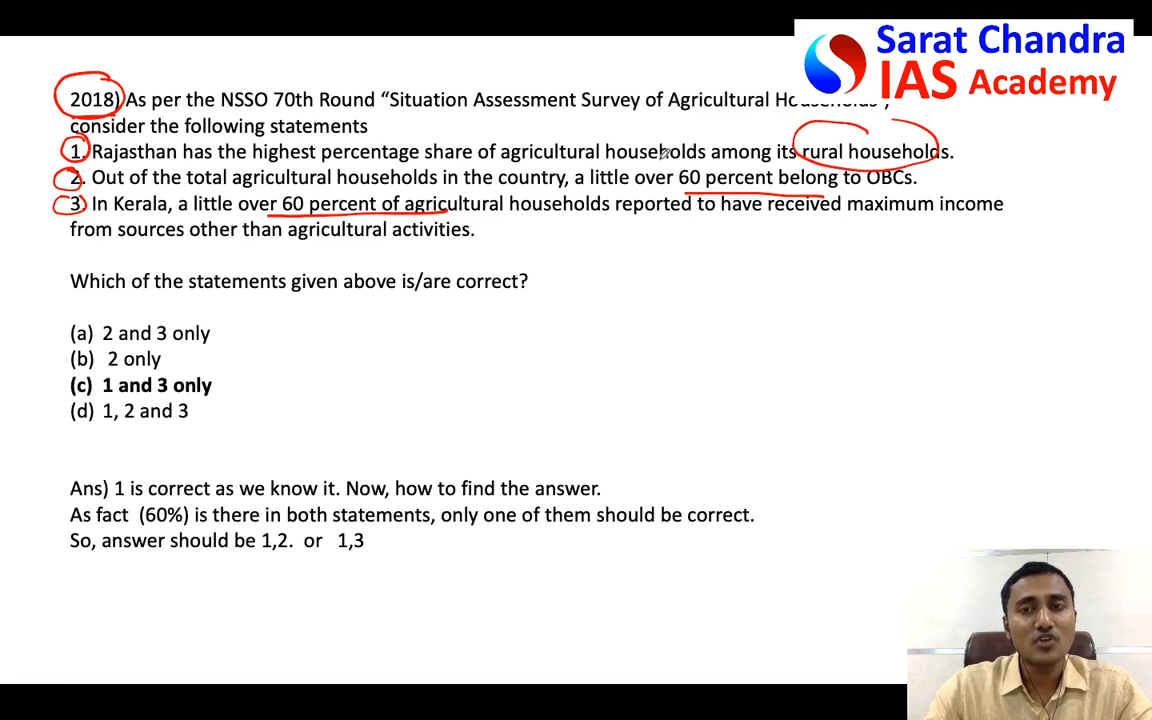 Sarat Chandra
IAS Academy
2018) As per the NSSO 70th Round “Situation Assessment Survey of Agricultural Households”,
consider the following statements
1. Rajasthan has the highest percentage share of agricultural households among its rural households.
2. Out of the total agricultural households in the country, a little over 60 percent belong to OBCs.
3. In Kerala, a little over 60 percent of agricultural households reported to have received maximum income
from sources other than agricultural activities.
Which of the statements given above is/are correct?
(a) 2 and 3 only
(b) 2 only
(c) 1 and 3 only
(d) 1, 2 and 3
Ans) 1 is correct as we know it. Now, how to find the answer.
As fact (60%) is there in both statements, only one of them should be correct.
So, answer should be 1,2. or 1,3